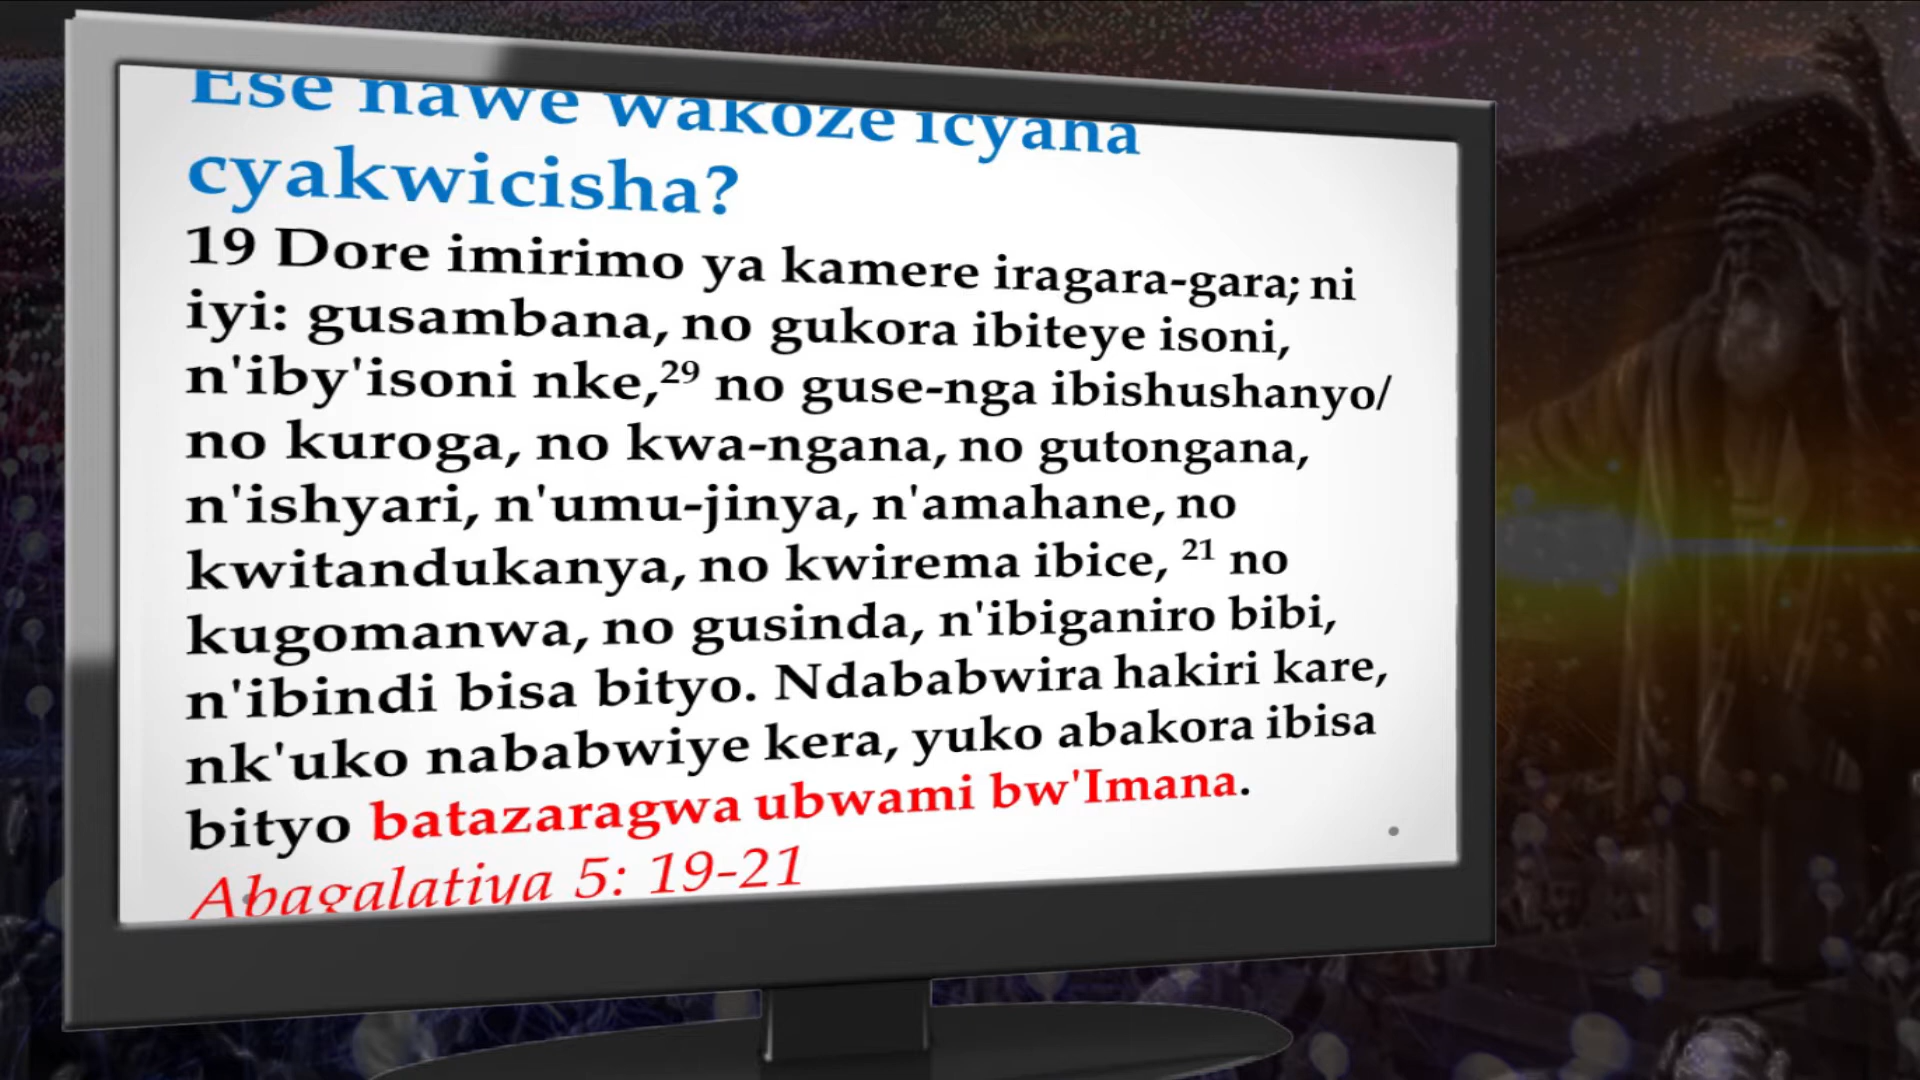 Ese nawe wakoze icyaha
cyakwicisha?
19 Dore imirimo ya kamere iragara-gara; ni
iyi: gusambana, no gukora ibiteye isoni,
n'iby'isoni nke,²⁹ no guse-nga ibishushanyo/
no kuroga, no kwa-ngana, no gutongana,
n'ishyari, n'umu-jinya, n'amahane, no
kwitandukanya, no kwirema ibice, ²¹ no
kugomanwa, no gusinda, n'ibiganiro bibi,
n'ibindi bisa bityo. Ndababwira hakiri kare,
nk'uko nababwiye kera, yuko abakora ibisa
bityo batazaragwa ubwami bw'Imana.
Abagalatiya 5: 19-21